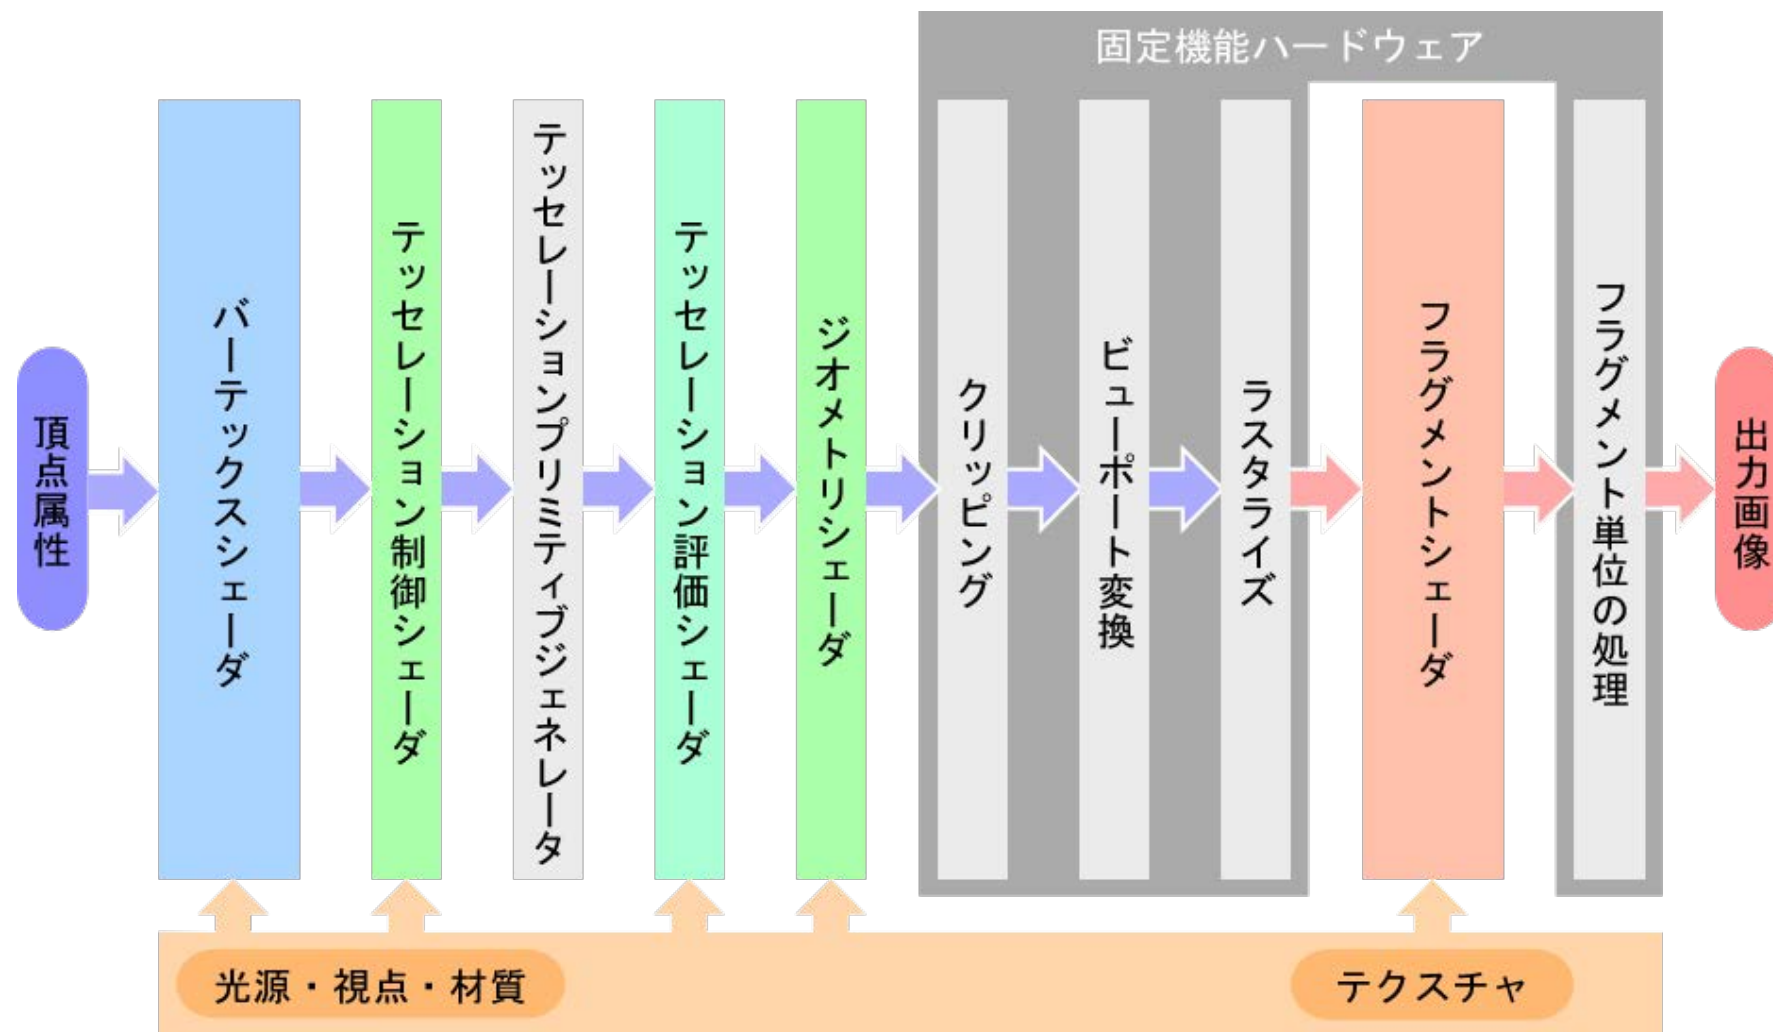 固定機能ハードウェア
頂点属性
バーテックスシェーダ
テッセレーション制御シェーダ
テッセレーションプリミティブジェネレータ
テッセレーション評価シェーダ
ジオメトリシェーダ
クリッピング
ビューポート変換
ラスタライズ
フラグメントシェーダ
フラグメント単位の処理
出力画像
光源・視点・材質
テクスチャ